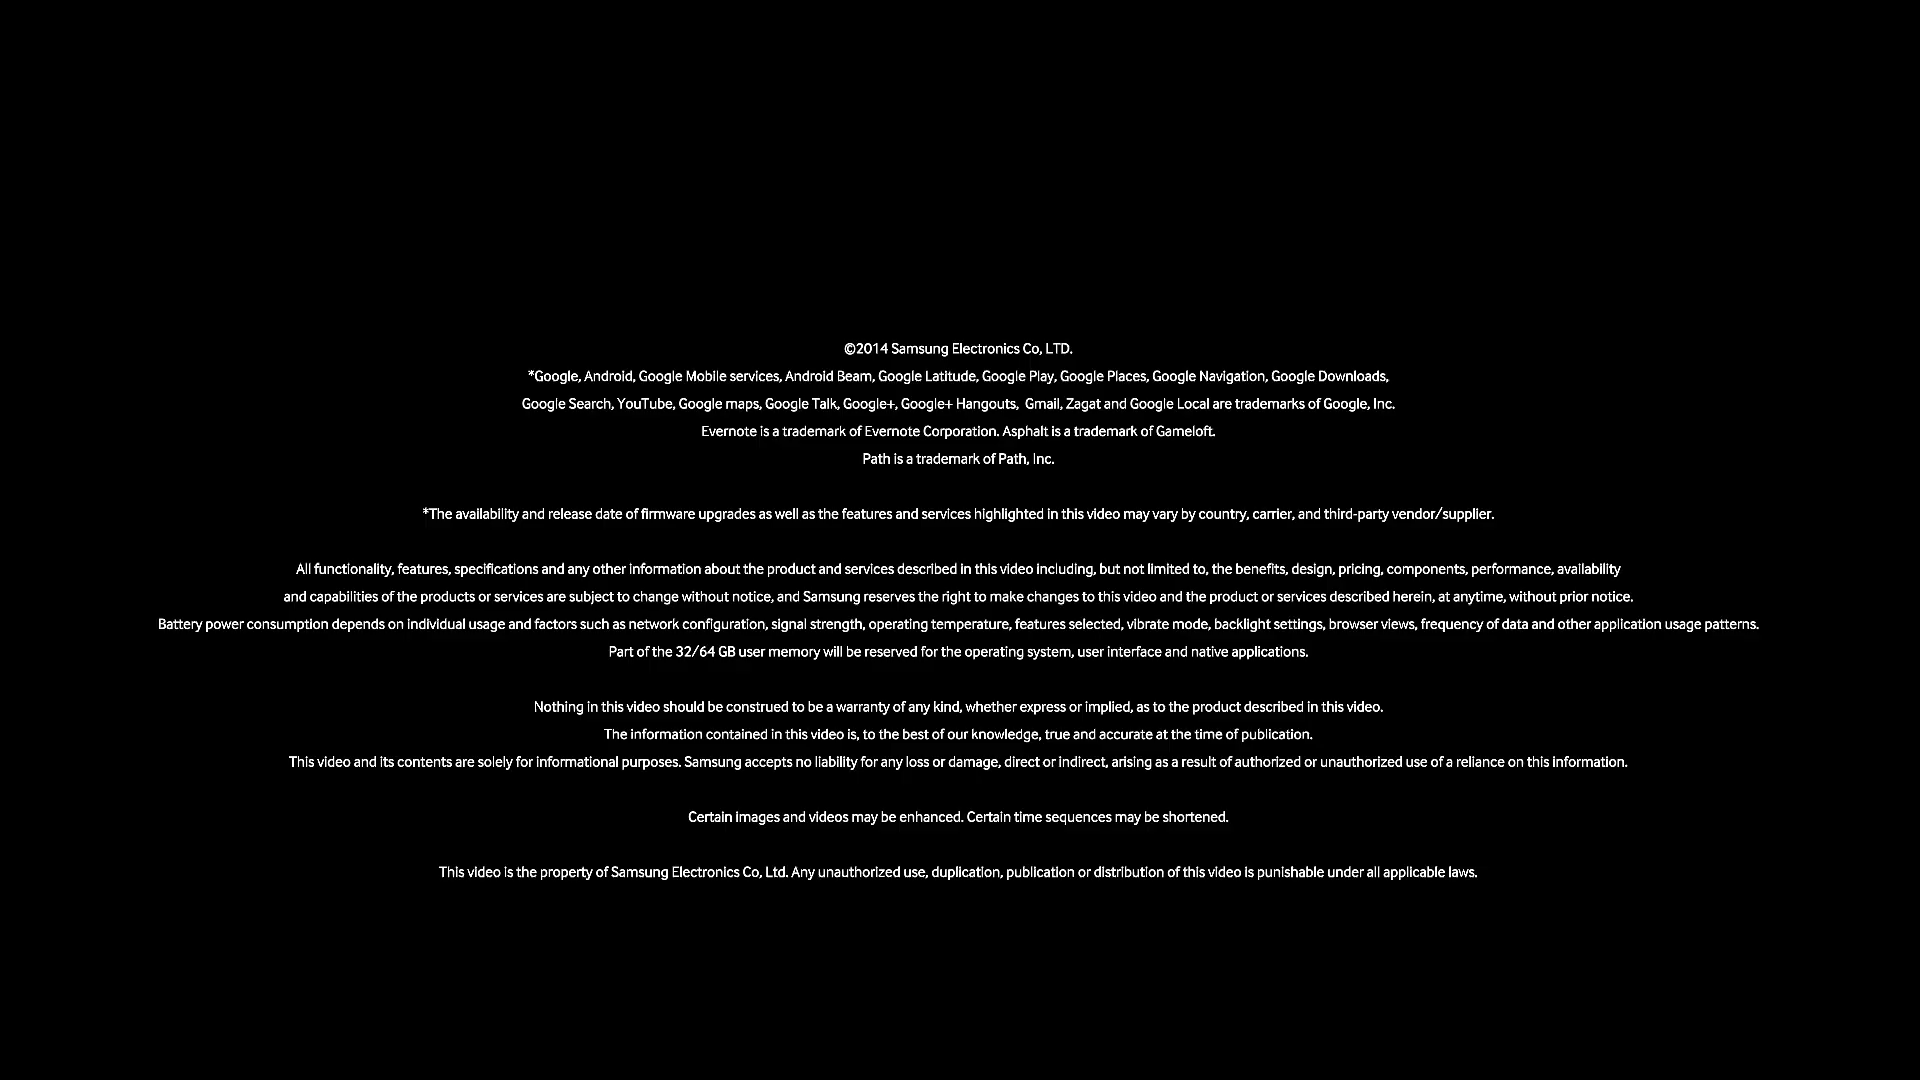 ©2014 Samsung Electronics Co, LTD.
*Google, Android, Google Mobile services, Android Beam, Google Latitude, Google Play, Google Places, Google Navigation, Google Downloads,
Google Search, YouTube, Google maps, Google Talk, Google+, Google+ Hangouts,  Gmail, Zagat and Google Local are trademarks of Google, Inc.
Evernote is a trademark of Evernote Corporation. Asphalt is a trademark of Gameloft.
Path is a trademark of Path, Inc.
*The availability and release date of firmware upgrades as well as the features and services highlighted in this video may vary by country, carrier, and third-party vendor/supplier.
All functionality, features, specifications and any other information about the product and services described in this video including, but not limited to, the benefits, design, pricing, components, performance, availability
and capabilities of the products or services are subject to change without notice, and Samsung reserves the right to make changes to this video and the product or services described herein, at anytime, without prior notice.
Battery power consumption depends on individual usage and factors such as network configuration, signal strength, operating temperature, features selected, vibrate mode, backlight settings, browser views, frequency of data and other application usage patterns.
Part of the 32/64 GB user memory will be reserved for the operating system, user interface and native applications.
Nothing in this video should be construed to be a warranty of any kind, whether express or implied, as to the product described in this video.
The information contained in this video is, to the best of our knowledge, true and accurate at the time of publication.
This video and its contents are solely for informational purposes. Samsung accepts no liability for any loss or damage, direct or indirect, arising as a result of authorized or unauthorized use of a reliance on this information.
Certain images and videos may be enhanced. Certain time sequences may be shortened.
This video is the property of Samsung Electronics Co, Ltd. Any unauthorized use, duplication, publication or distribution of this video is punishable under all applicable laws.